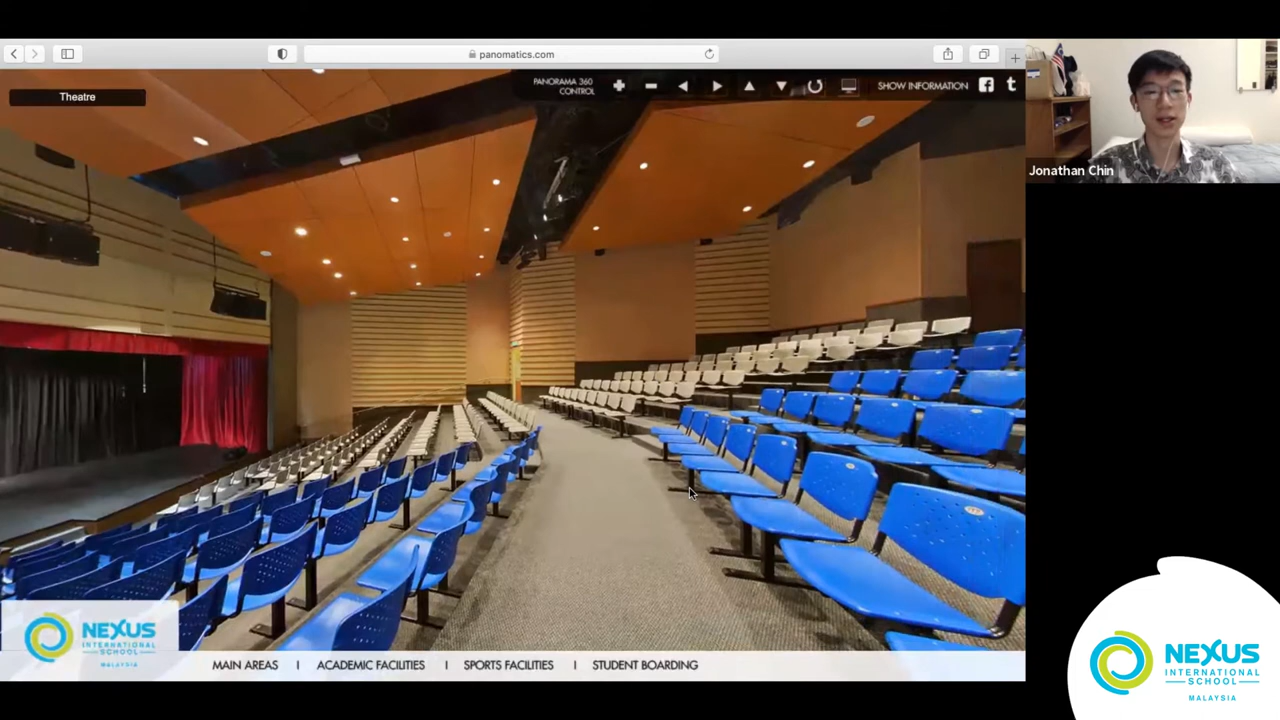 panomatics.com
Theatre
PANORAMA 360
CONTROL
SHOW INFORMATION
f
t
Jonathan Chin
NEXUS
INTERNATIONAL
SCHOOL
MALAYSIA
MAIN AREAS | ACADEMIC FACILITIES | SPORTS FACILITIES | STUDENT BOARDING
NEXUS
INTERNATIONAL
SCHOOL
MALAYSIA